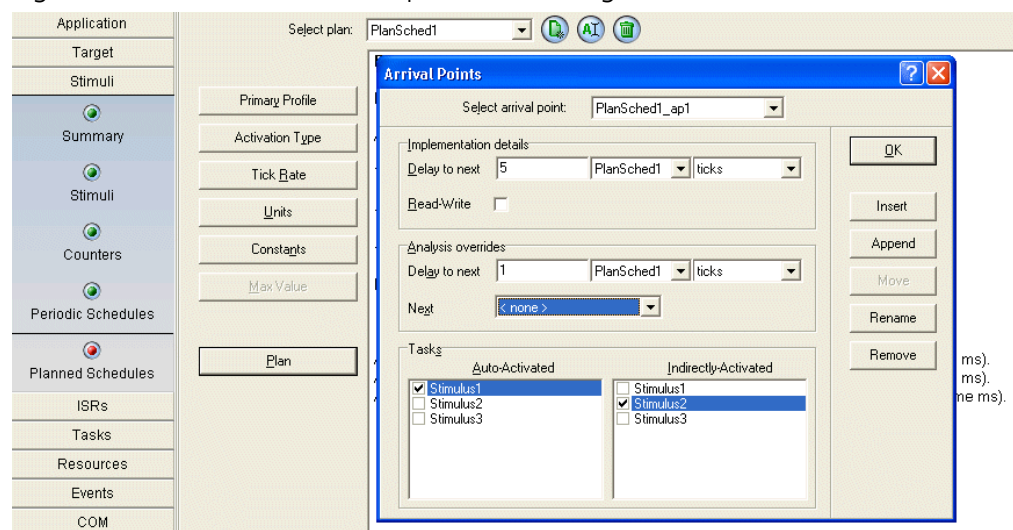 Application
Target
Stimuli
Summary
Stimuli
Counters
Periodic Schedules
Planned Schedules
ISRs
Tasks
Resources
Events
COM
Select plan: PlanSched1
AI
Primary Profile
Activation Type
Tick Rate
Units
Constants
Max Value
Plan
Arrival Points
?
Select arrival point: PlanSched1_ap1
Implementation details
Delay to next 5 PlanSched1 ticks
Read-Write
Analysis overrides
Delay to next 1 PlanSched1 ticks
Next < none >
Tasks
Auto-Activated
Stimulus1
Stimulus2
Stimulus3
Indirectly-Activated
Stimulus1
Stimulus2
Stimulus3
OK
Insert
Append
Move
Rename
Remove
ms).
ms).
me ms).